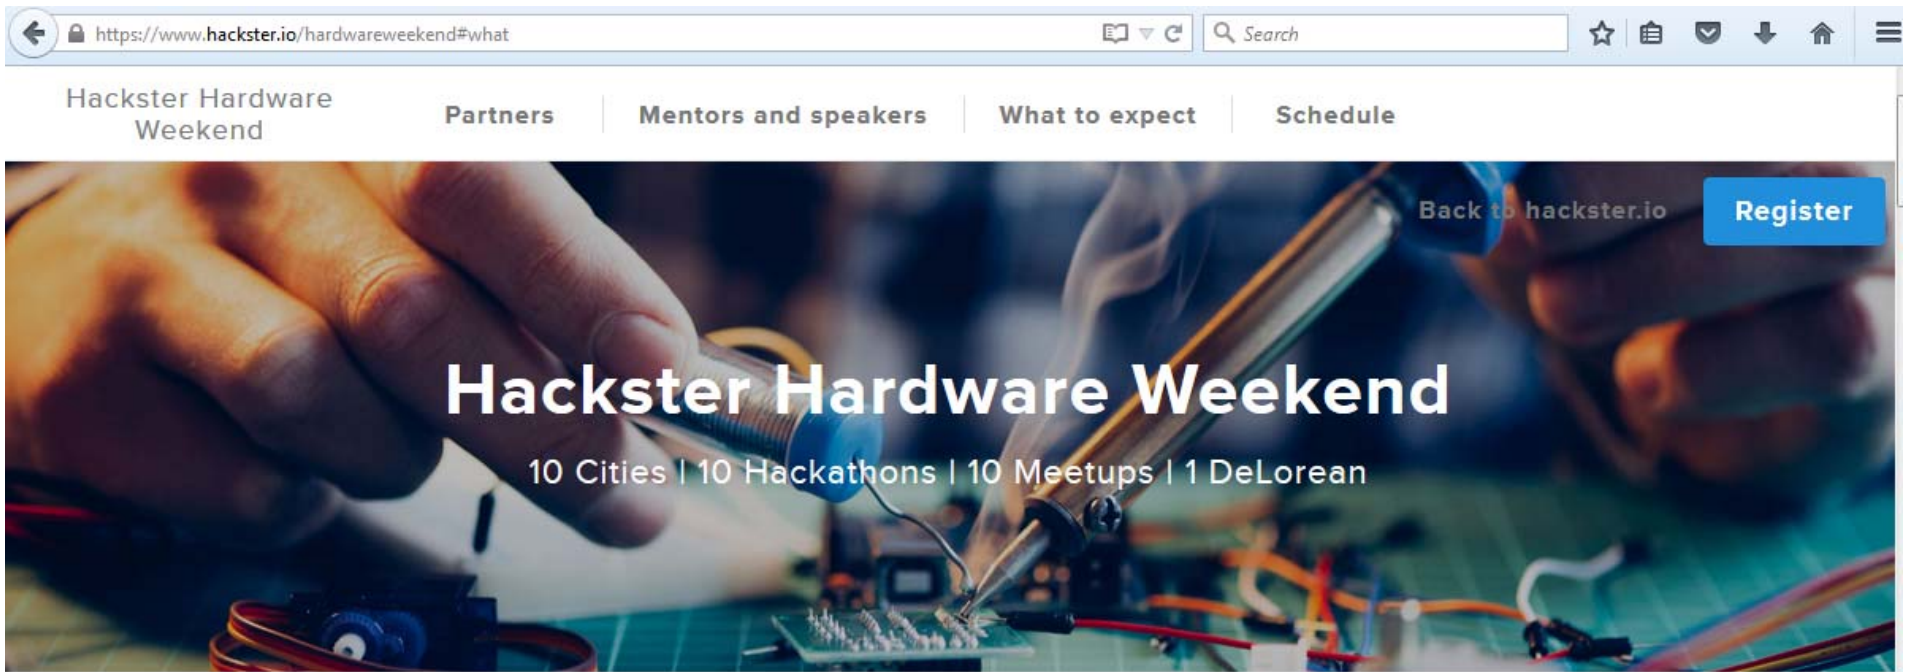 https://www.hackster.io/hardwareweekend#what
Search
Hackster Hardware
Weekend
Partners
Mentors and speakers
What to expect
Schedule
Back to hackster.io
Register
Hackster Hardware Weekend
10 Cities | 10 Hackathons | 10 Meetups | 1 DeLorean